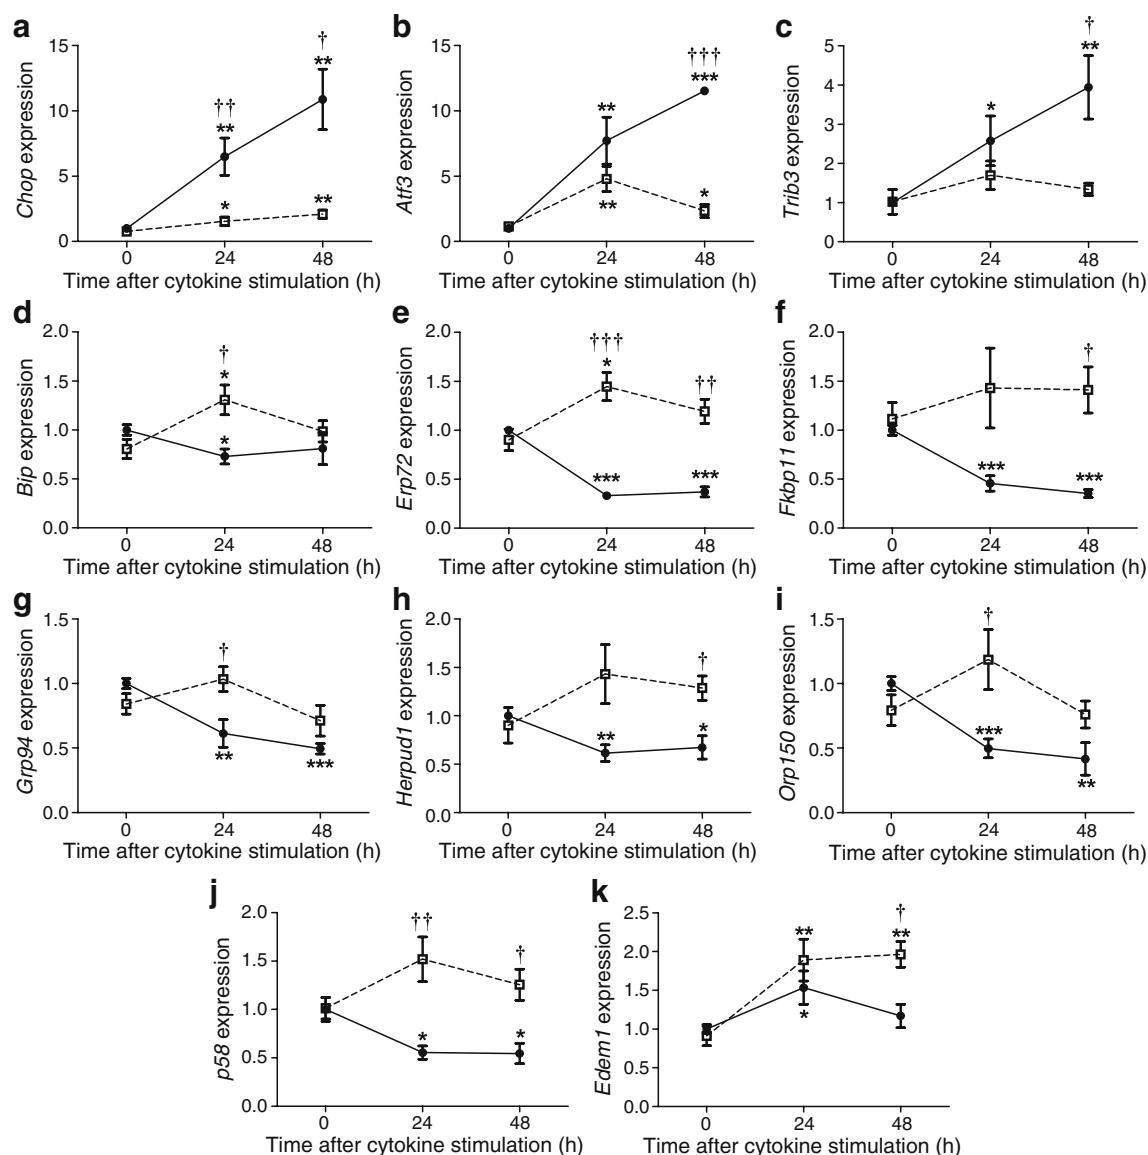 a
b
c
15
10
5
0
Chop expression
††
**
†
**
*
**
0 24 48
Time after cytokine stimulation (h)
15
10
5
0
Atf3 expression
**
†††
***
**
*
0 24 48
Time after cytokine stimulation (h)
5
4
3
2
1
0
Trib3 expression
*
†
**
0 24 48
Time after cytokine stimulation (h)
d
e
f
2.0
1.5
1.0
0.5
0.0
Bip expression
†
*
*
0 24 48
Time after cytokine stimulation (h)
2.0
1.5
1.0
0.5
0.0
Erp72 expression
†††
*
††
***
***
0 24 48
Time after cytokine stimulation (h)
2.0
1.5
1.0
0.5
0.0
Fkbp11 expression
†
***
***
0 24 48
Time after cytokine stimulation (h)
g
h
i
1.5
1.0
0.5
0.0
Grp94 expression
†
**
***
0 24 48
Time after cytokine stimulation (h)
2.0
1.5
1.0
0.5
0.0
Herpud1 expression
†
**
*
0 24 48
Time after cytokine stimulation (h)
1.5
1.0
0.5
0.0
Orp150 expression
†
***
**
0 24 48
Time after cytokine stimulation (h)
j
k
2.0
1.5
1.0
0.5
0.0
p58 expression
††
†
*
*
0 24 48
Time after cytokine stimulation (h)
2.5
2.0
1.5
1.0
0.5
0.0
Edem1 expression
**
†
**
*
0 24 48
Time after cytokine stimulation (h)